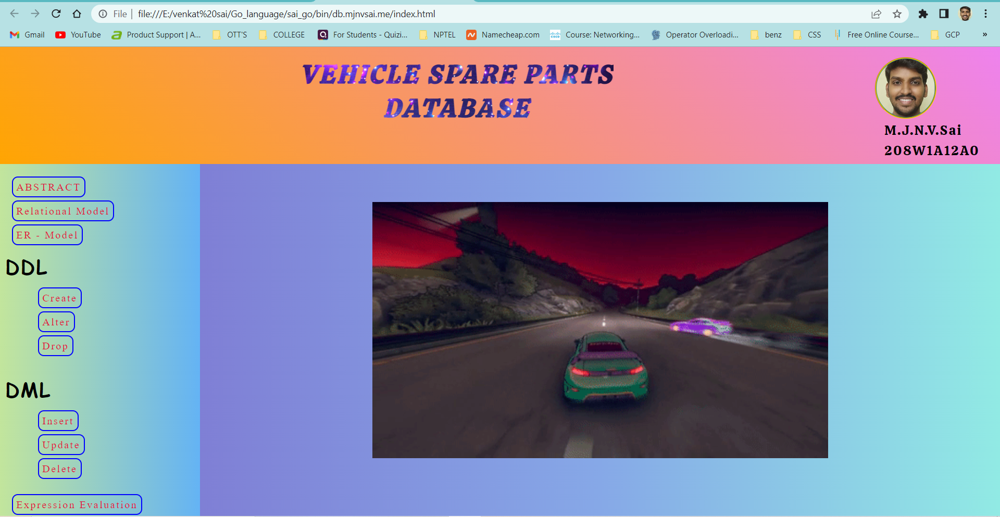 File | file:///E:/venkat%20sai/Go_language/sai_go/bin/db.mjnvsai.me/index.html
Gmail YouTube Product Support | A... OTT'S COLLEGE For Students - Quizi... NPTEL Namecheap.com Course: Networking... Operator Overloadi... benz CSS Free Online Course... GCP »
VEHICLE SPARE PARTS
DATABASE
M.J.N.V.Sai
208W1A12A0
ABSTRACT
Relational Model
ER - Model
DDL
Create
Alter
Drop
DML
Insert
Update
Delete
Expression Evaluation